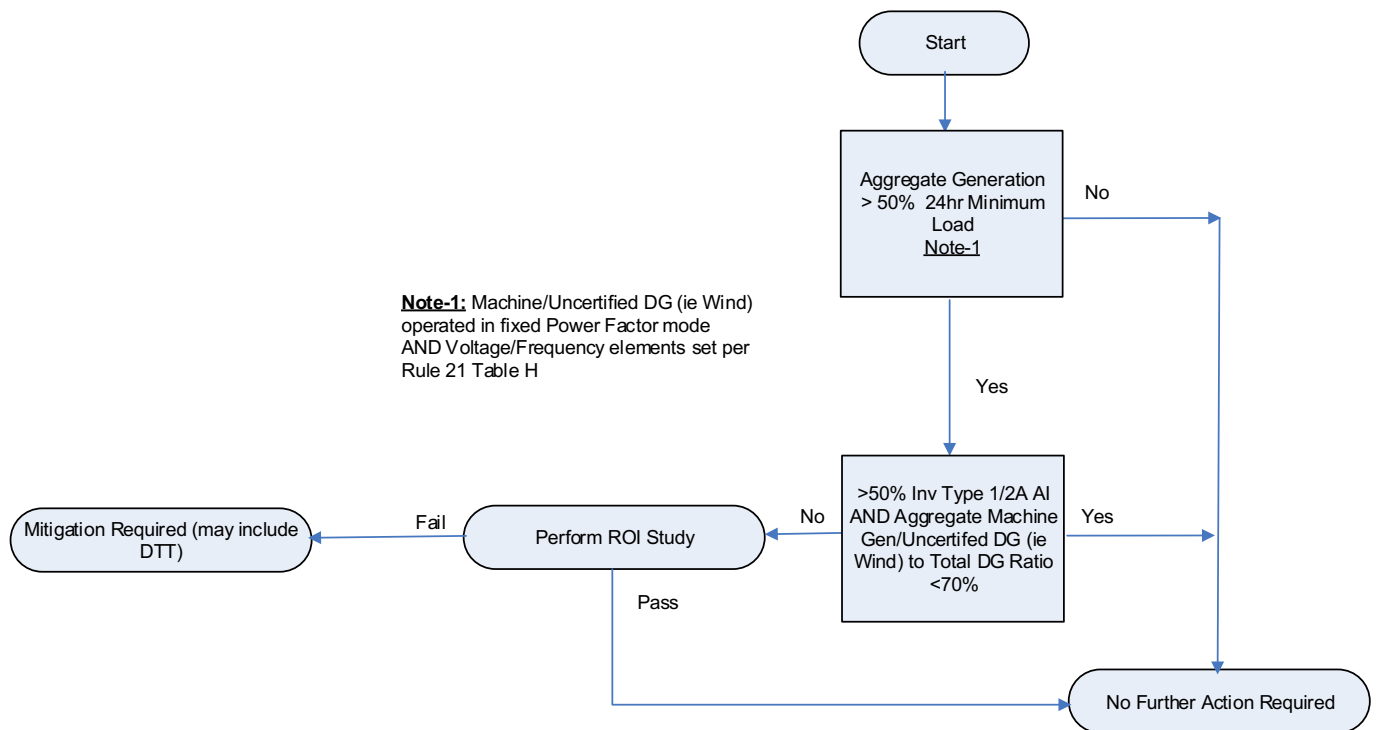 Start
Aggregate Generation
> 50%  24hr Minimum
Load
Note-1
No
Note-1: Machine/Uncertified DG (ie Wind)
operated in fixed Power Factor mode
AND Voltage/Frequency elements set per
Rule 21 Table H
Yes
>50% Inv Type 1/2A AI
AND Aggregate Machine
Gen/Uncertifed DG (ie
Wind) to Total DG Ratio
<70%
Yes
No
Perform ROI Study
Fail
Mitigation Required (may include
DTT)
Pass
No Further Action Required